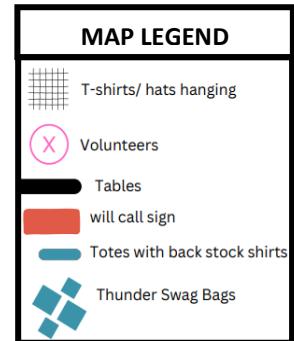 MAP LEGEND
T-shirts/ hats hanging
X
Volunteers
Tables
will call sign
Totes with back stock shirts
Thunder Swag Bags